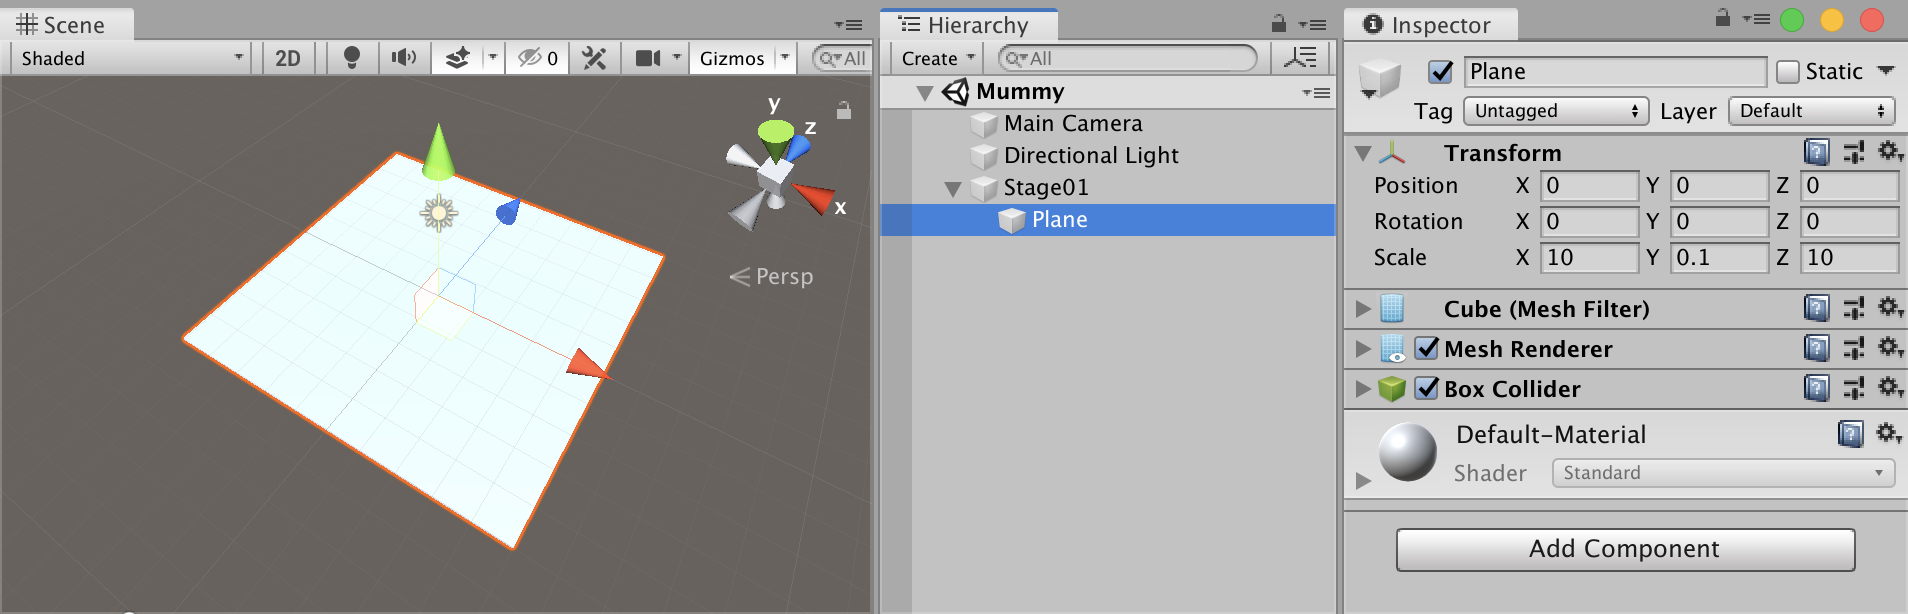 Scene
Shaded
2D
0
Gizmos
All
y
z
x
Persp
Hierarchy
Create
All
Mummy
Main Camera
Directional Light
Stage01
Plane
Inspector
Plane
Static
Tag Untagged Layer Default
Transform
Position X 0 Y 0 Z 0
Rotation X 0 Y 0 Z 0
Scale X 10 Y 0.1 Z 10
Cube (Mesh Filter)
Mesh Renderer
Box Collider
Default-Material
Shader Standard
Add Component